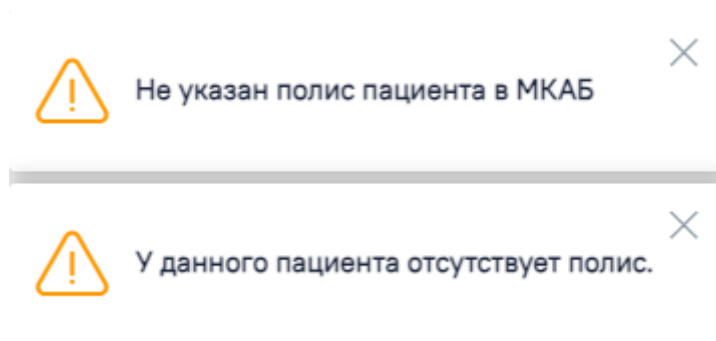 Не указан полис пациента в МКАБ
У данного пациента отсутствует полис.